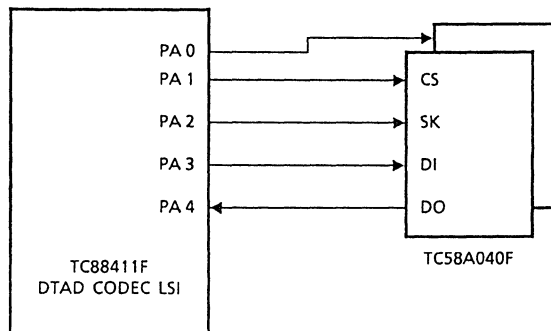 PA 0
PA 1
CS
PA 2
SK
PA 3
DI
PA 4
DO
TC88411F
DTAD CODEC LSI
TC58A040F